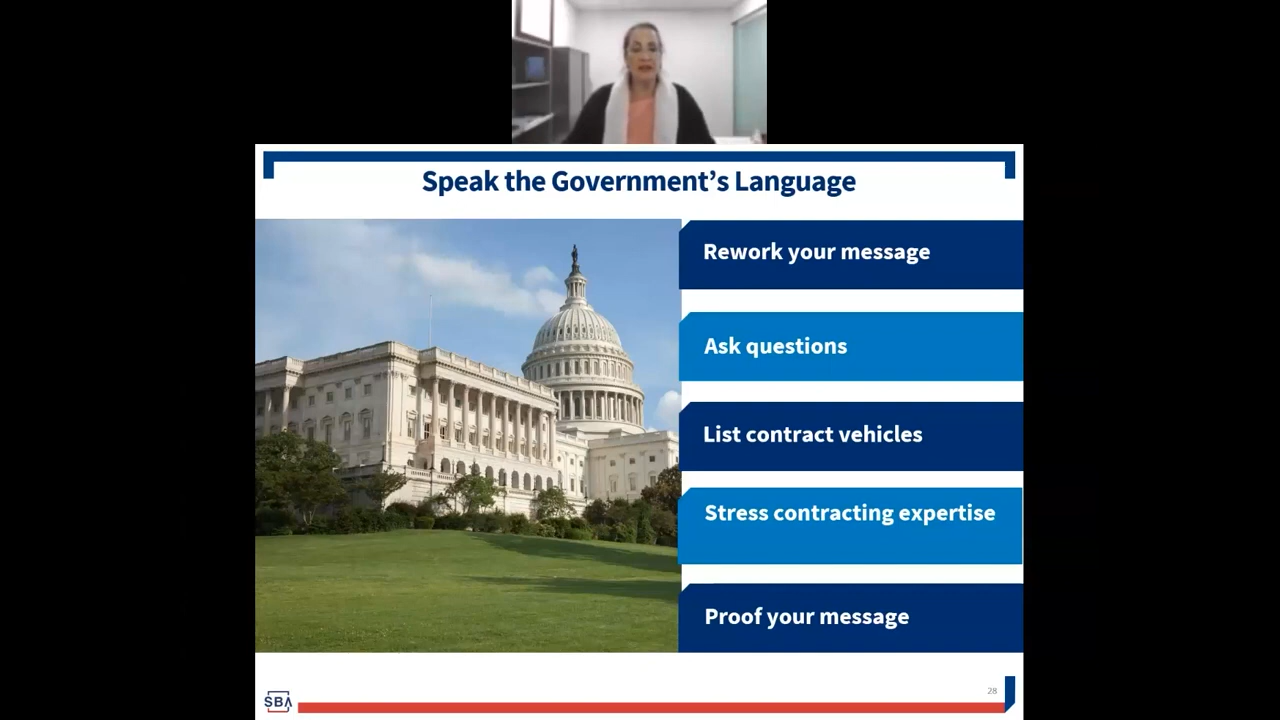 Speak the Government's Language
Rework your message
Ask questions
List contract vehicles
Stress contracting expertise
Proof your message
28
SBA